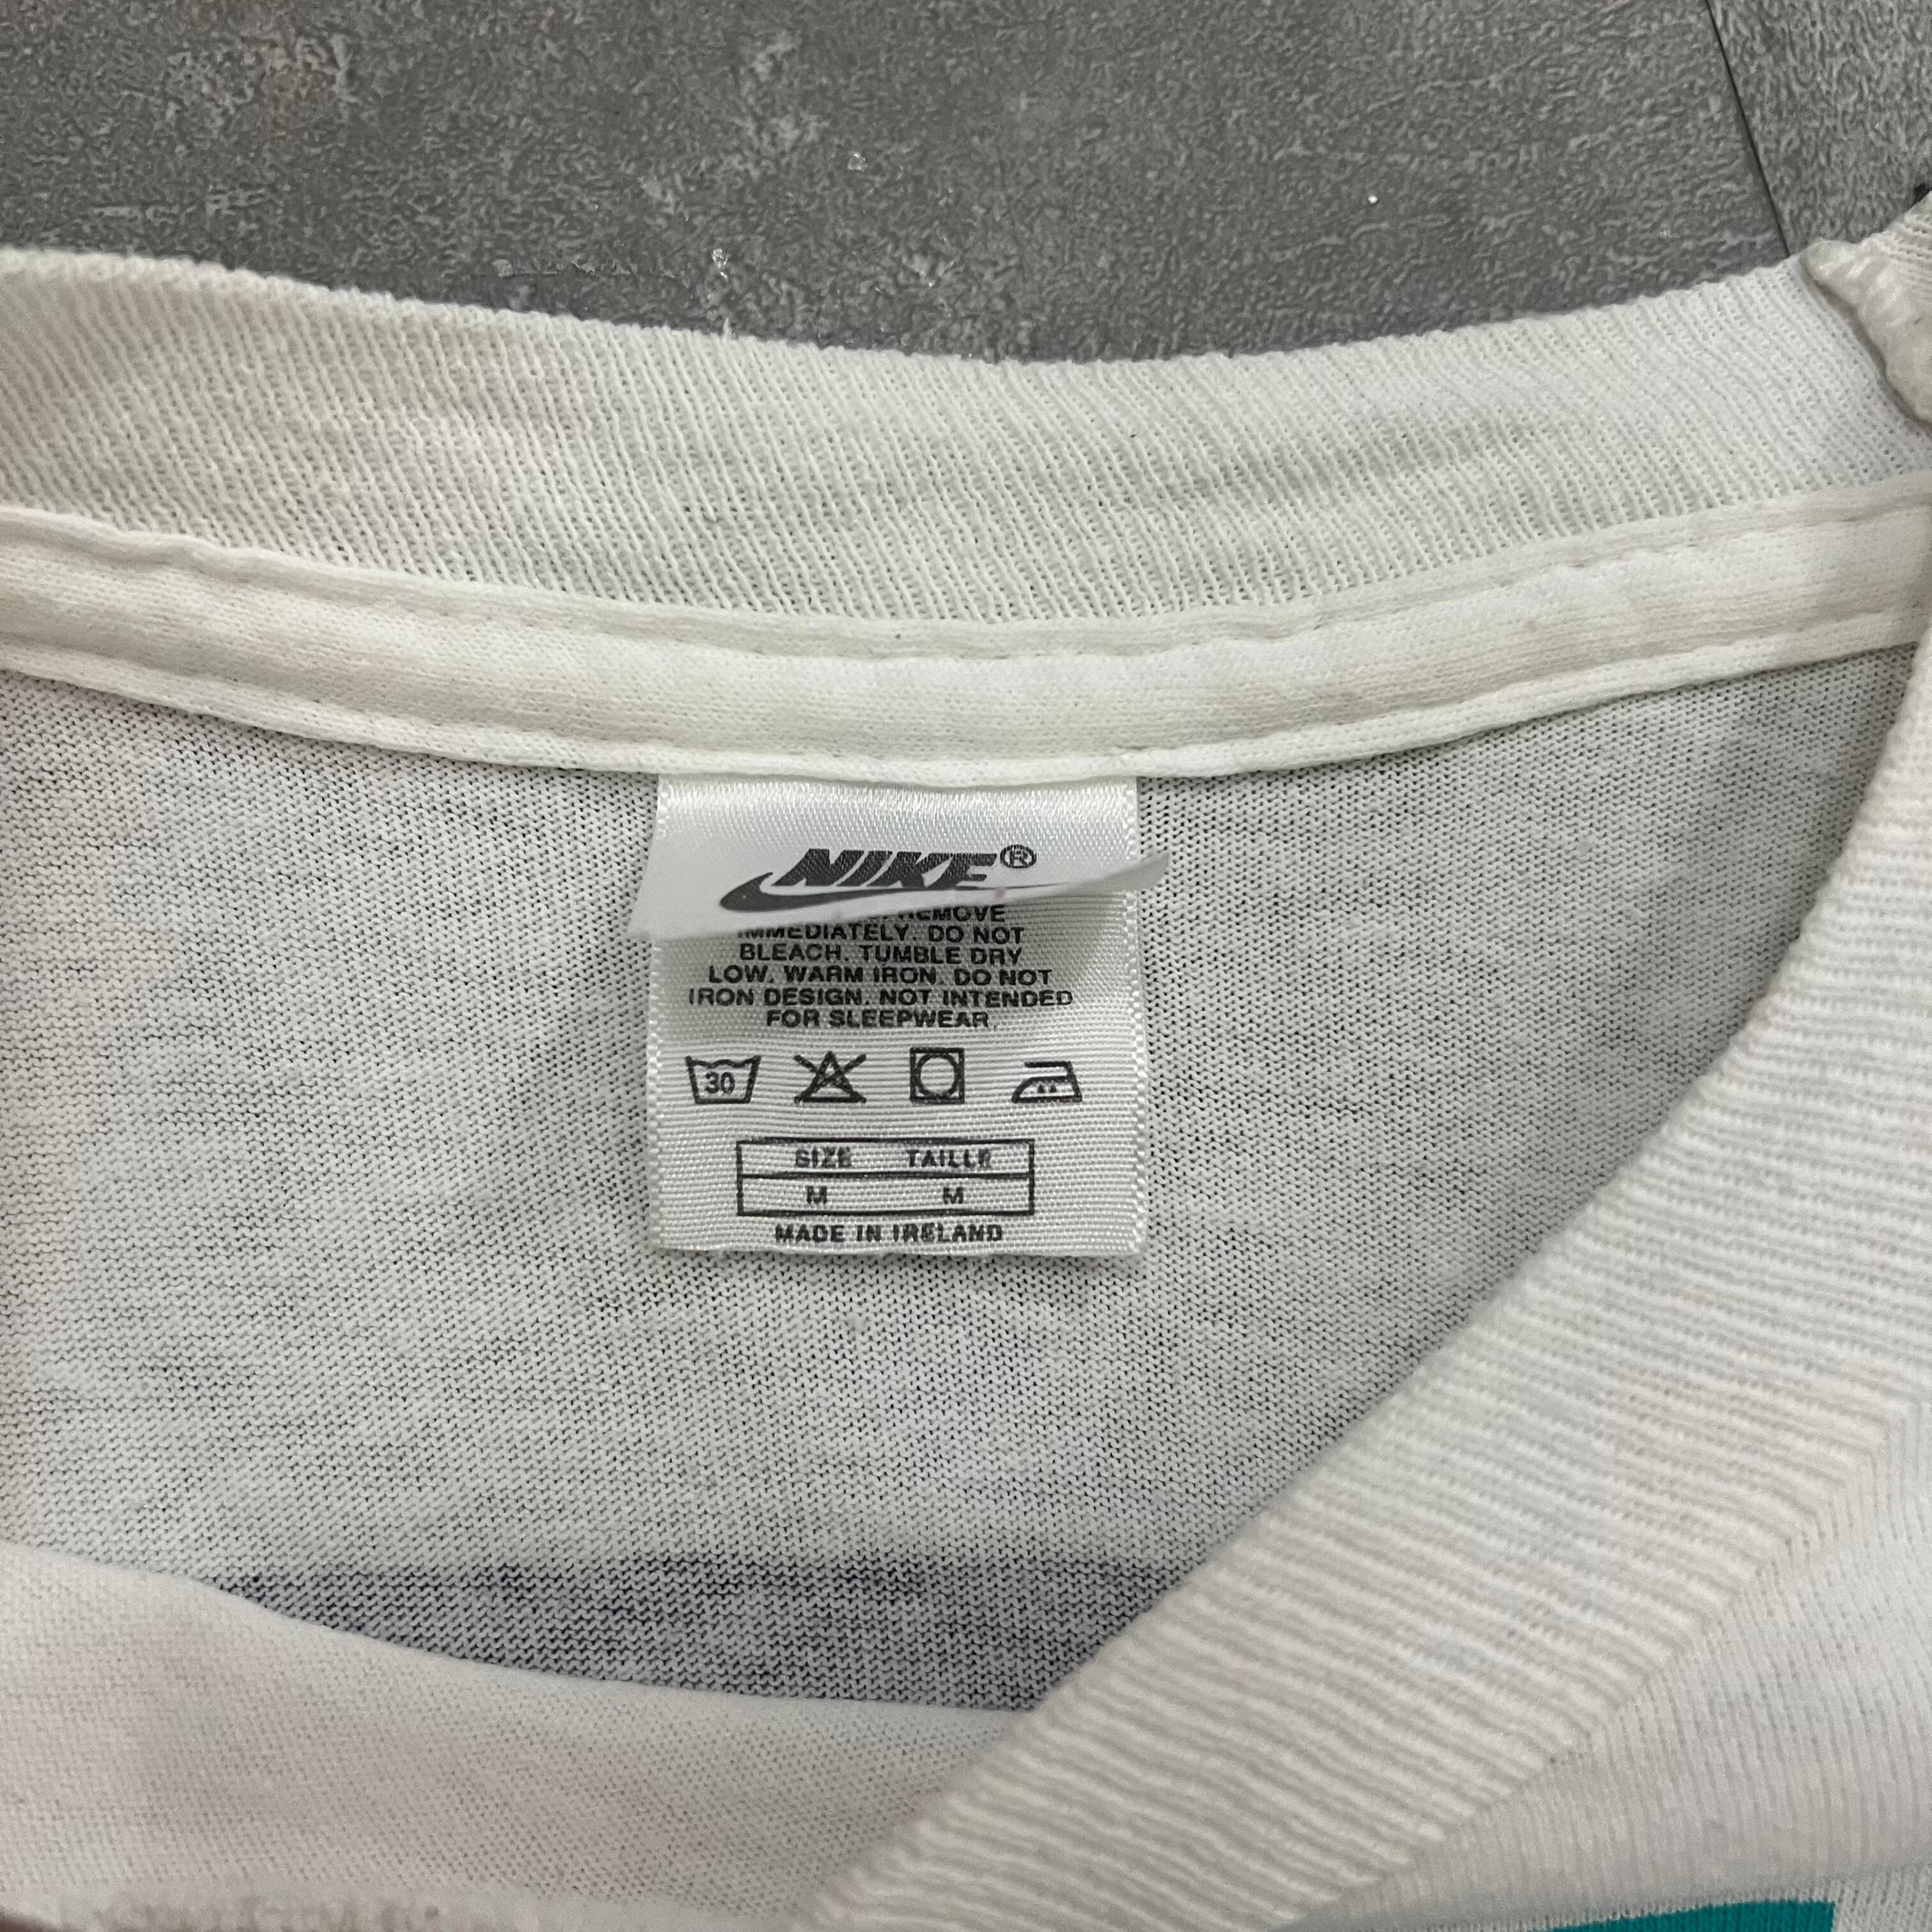 NIKE®
REMOVE
IMMEDIATELY. DO NOT
BLEACH. TUMBLE DRY
LOW. WARM IRON. DO NOT
IRON DESIGN. NOT INTENDED
FOR SLEEPWEAR.
30
SIZE TAILLE
M M
MADE IN IRELAND